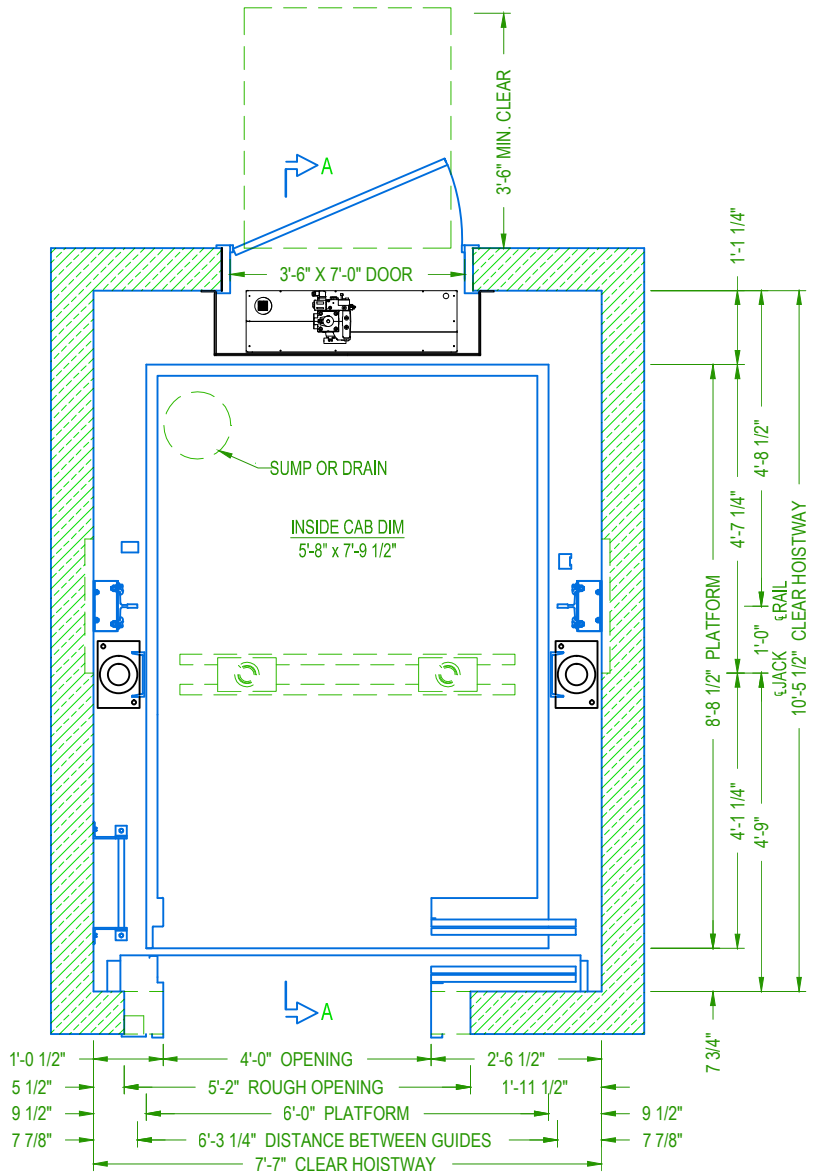 3'-6" MIN. CLEAR
A
3'-6" X 7'-0" DOOR
1'-1 1/4"
SUMP OR DRAIN
INSIDE CAB DIM
5'-8" x 7'-9 1/2"
4'-8 1/2"
4'-7 1/4"
8'-8 1/2" PLATFORM
1'-0"
℄RAIL
℄JACK
10'-5 1/2" CLEAR HOISTWAY
4'-1 1/4"
4'-9"
A
7 3/4"
1'-0 1/2" 4'-0" OPENING 2'-6 1/2"
5 1/2" 5'-2" ROUGH OPENING 1'-11 1/2"
9 1/2" 6'-0" PLATFORM 9 1/2"
7 7/8" 6'-3 1/4" DISTANCE BETWEEN GUIDES 7 7/8"
7'-7" CLEAR HOISTWAY